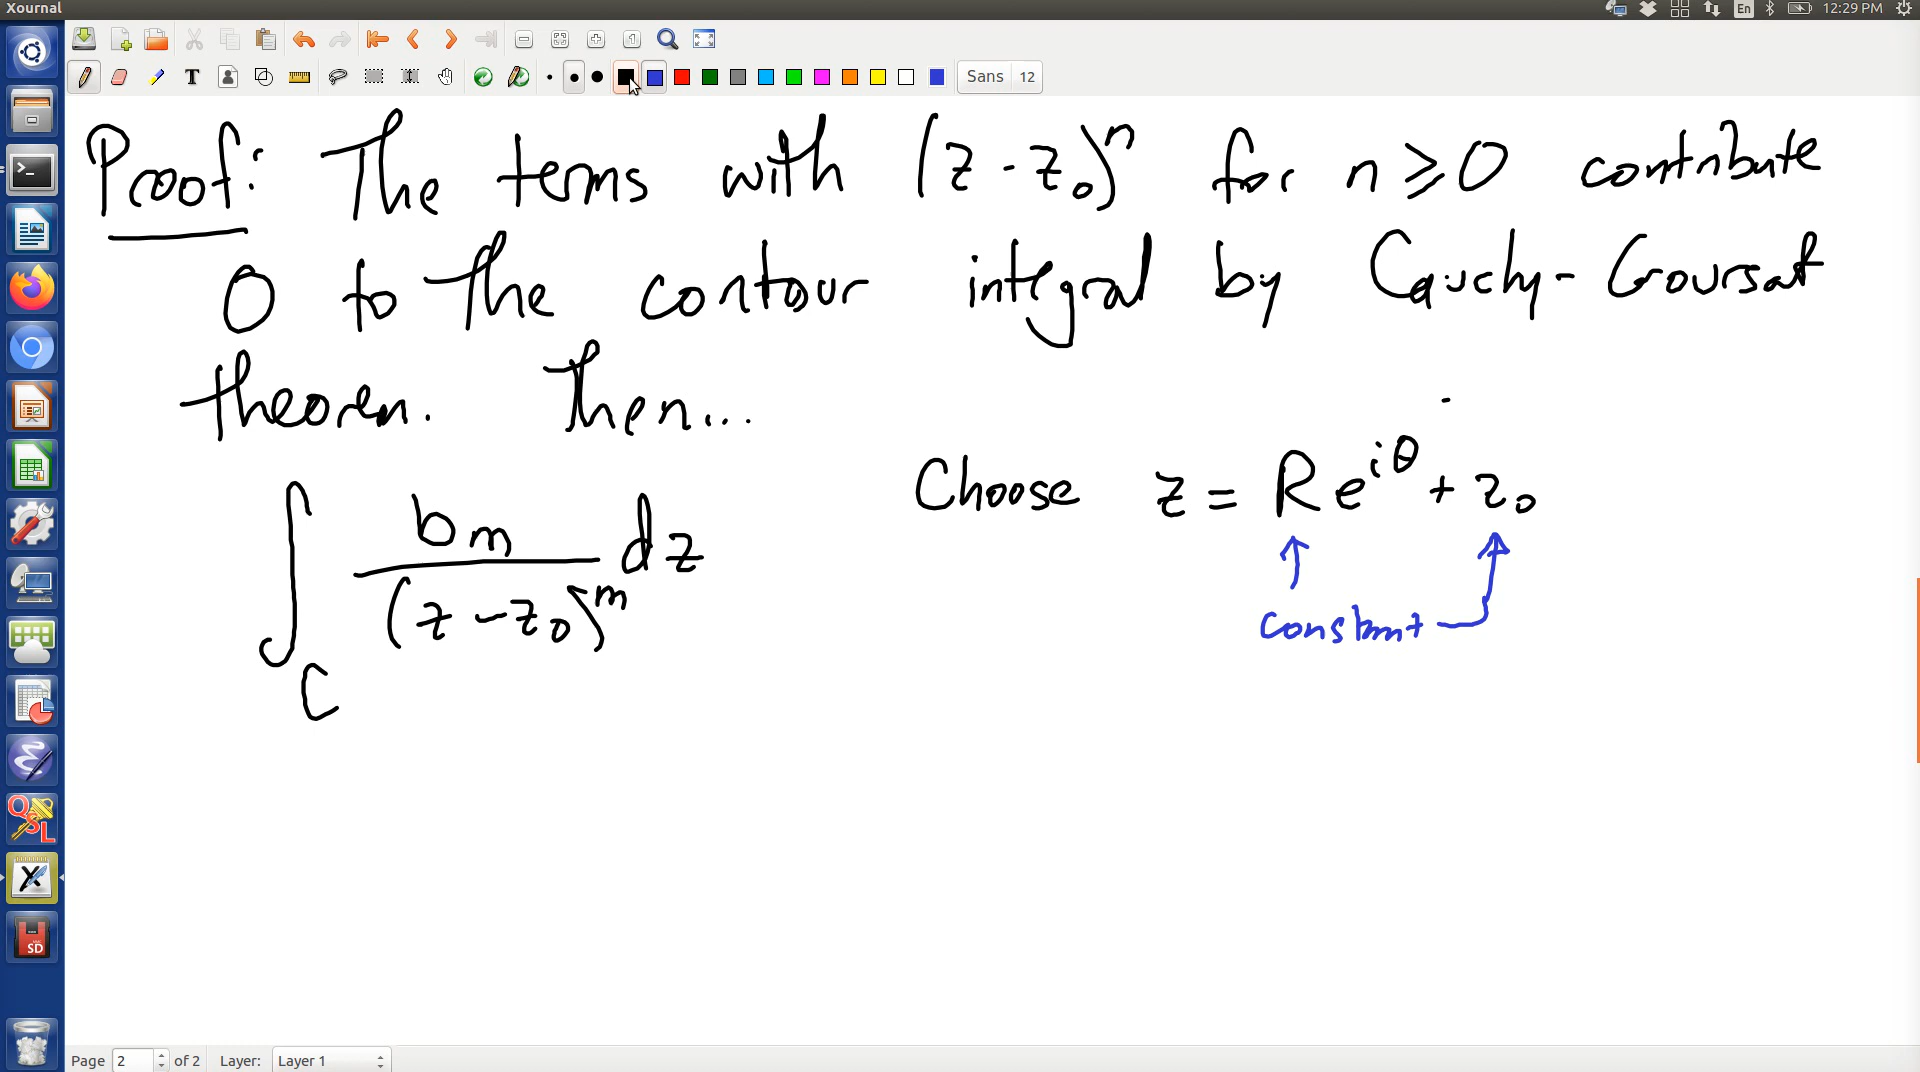 Xournal
En 12:29 PM
Sans 12
Proof: The terms with (z - z₀)ⁿ for n ≥ 0 contribute
0 to the contour integral by Cauchy-Goursat
theorem. Then...
Choose z = R e^{iθ} + z₀
∫_C b_m / (z - z₀)^m dz
constant
Page 2 of 2 Layer: Layer 1